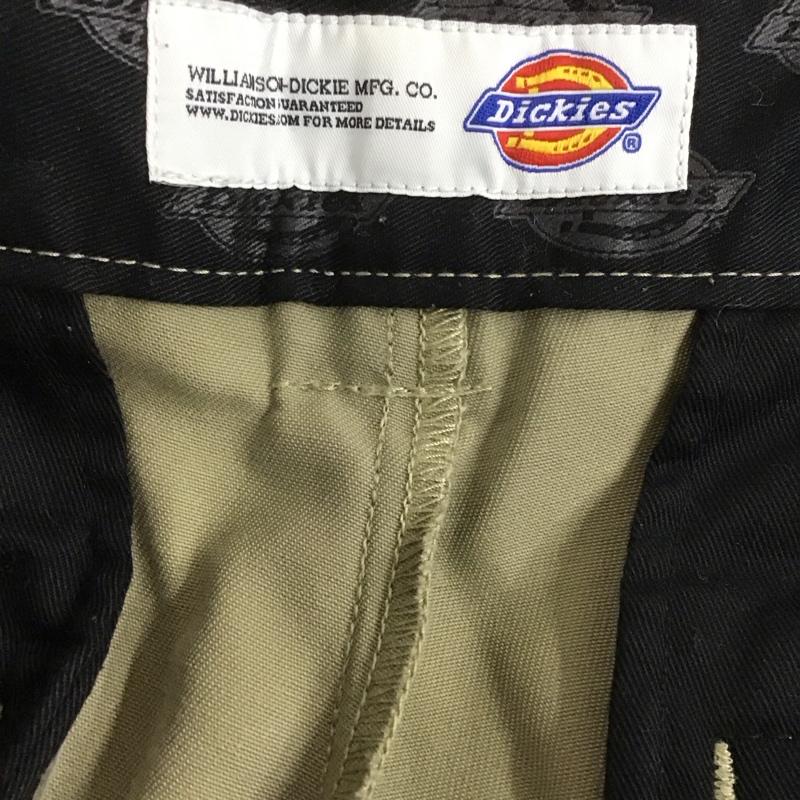 WILLIAMSON-DICKIE MFG. CO.
SATISFACTION GUARANTEED
WWW.DICKIES.COM FOR MORE DETAILS
Dickies
®